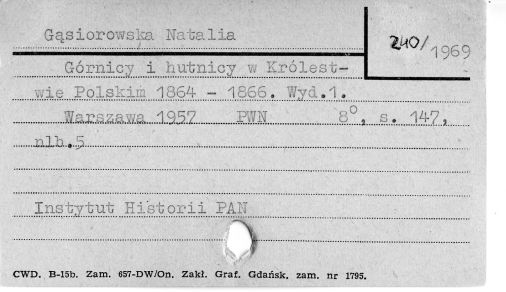 Gąsiorowska Natalia
240/1969
Górnicy i hutnicy w Królest-
wie Polskim 1864 - 1866. Wyd.1.
Warszawa 1957 PWN 8°, s. 147,
nlb.5
Instytut Historii PAN
CWD. B-15b. Zam. 657-DW/On. Zakł. Graf. Gdańsk. zam. nr 1795.